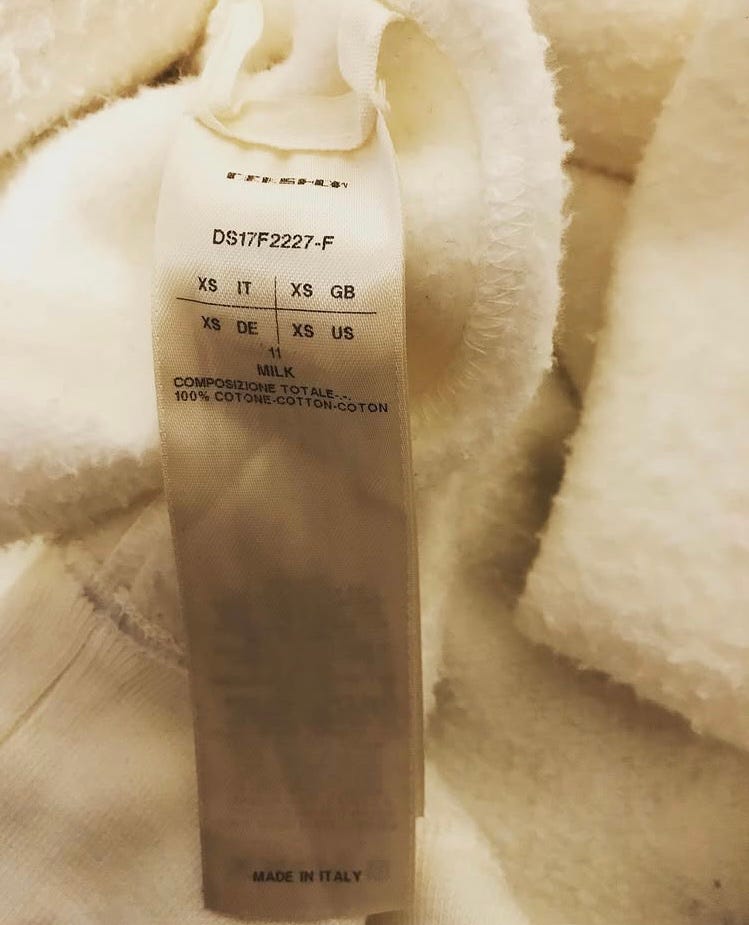 DS17F2227-F
XS IT XS GB
XS DE XS US
11
MILK
COMPOSIZIONE TOTALE-.-.
100% COTONE-COTTON-COTON
MADE IN ITALY